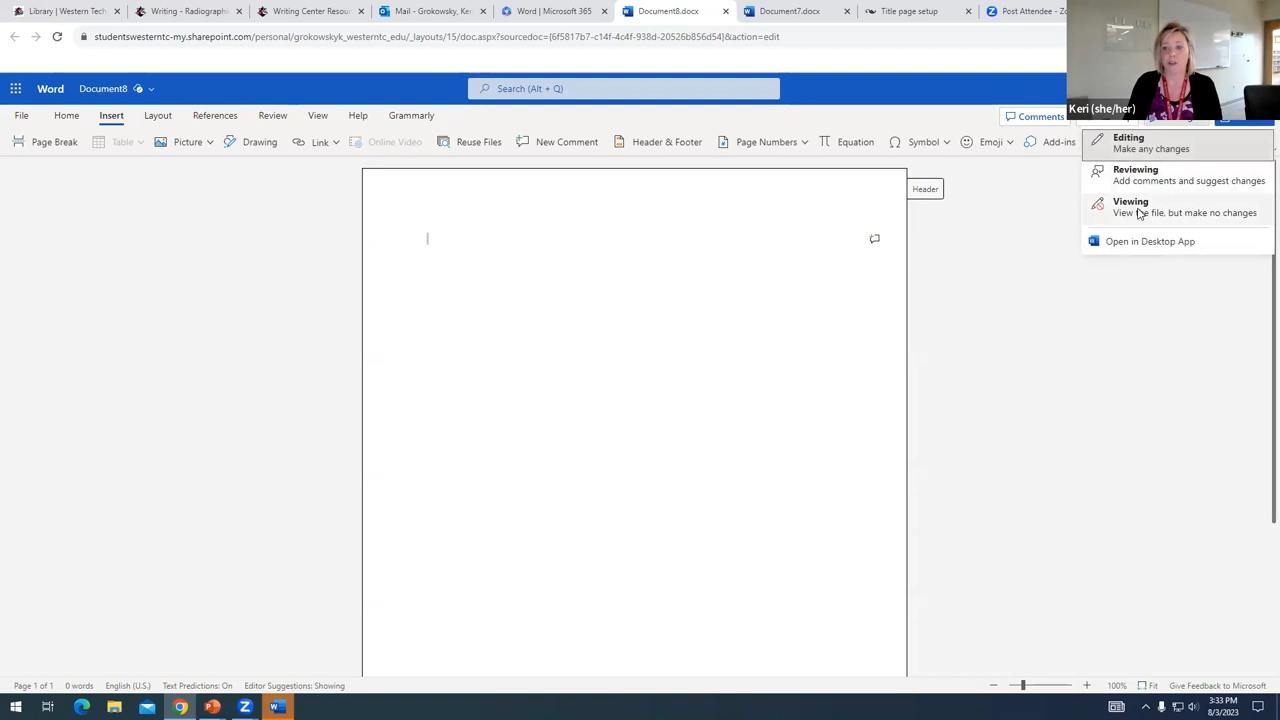 Library | Western Tech
Writing - Radiographic
Writing Center Resour
Mail - Grokowsky, Ker
Word | Microsoft 365
Document8.docx
Document7.docx
Title page setup
Post Attendee - Zoom
studentswesterntc-my.sharepoint.com/personal/grokowskyk_westerntc_edu/_layouts/15/doc.aspx?sourcedoc={6f5817b7-c14f-4c4f-938d-20526b856d54}&action=edit
Word Document8 Search (Alt + Q)
Keri (she/her)
File Home Insert Layout References Review View Help Grammarly Comments
Page Break Table Picture Drawing Link Online Video Reuse Files New Comment Header & Footer Page Numbers Equation Symbol Emoji Add-ins
Editing
Make any changes
Reviewing
Add comments and suggest changes
Viewing
View file, but make no changes
Open in Desktop App
Header
Page 1 of 1 0 words English (U.S.) Text Predictions: On Editor Suggestions: Showing 100% Fit Give Feedback to Microsoft
3:33 PM
8/3/2023